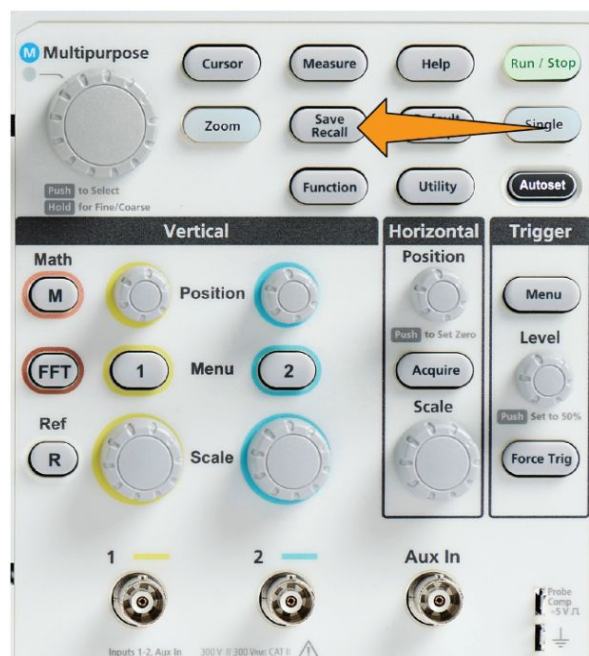 M Multipurpose
Cursor
Measure
Help
Run / Stop
Zoom
Save
Recall
Single
Push to Select
Hold for Fine/Coarse
Function
Utility
Autoset
Vertical
Horizontal
Trigger
Math
M
Position
Position
Push to Set Zero
Menu
FFT
1
Menu
2
Acquire
Level
Push Set to 50%
Ref
R
Scale
Scale
Force Trig
1
2
Aux In
Probe
Comp
~5 V
Inputs 1-2, Aux In
300 V
CAT II